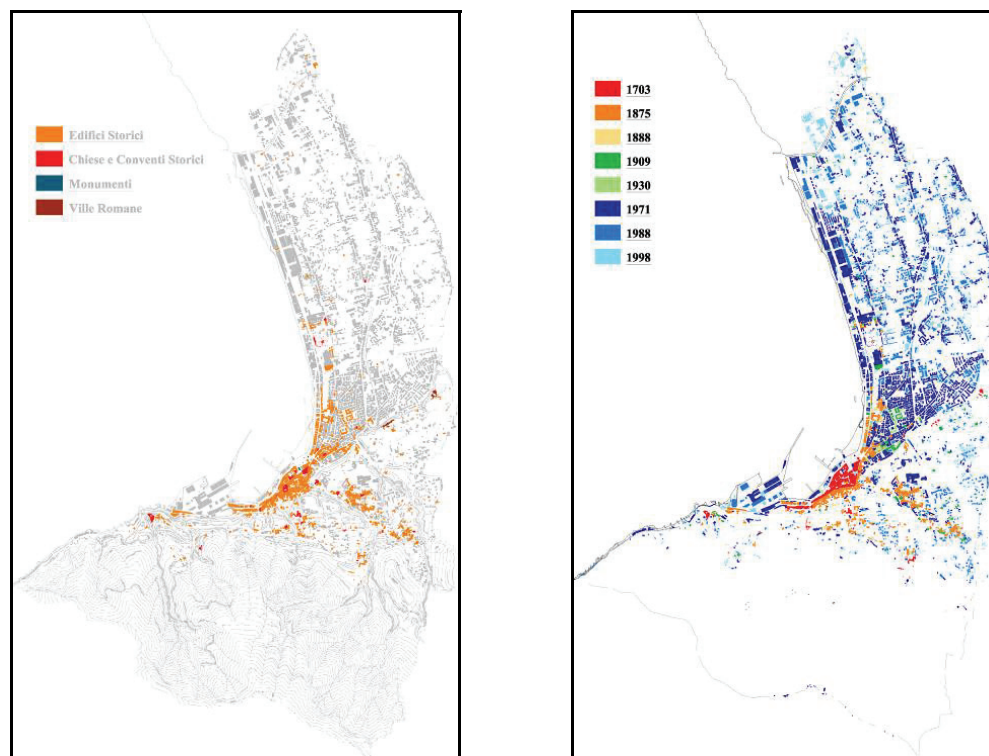 Edifici Storici
Chiese e Conventi Storici
Monumenti
Ville Romane
1703
1875
1888
1909
1930
1971
1988
1998